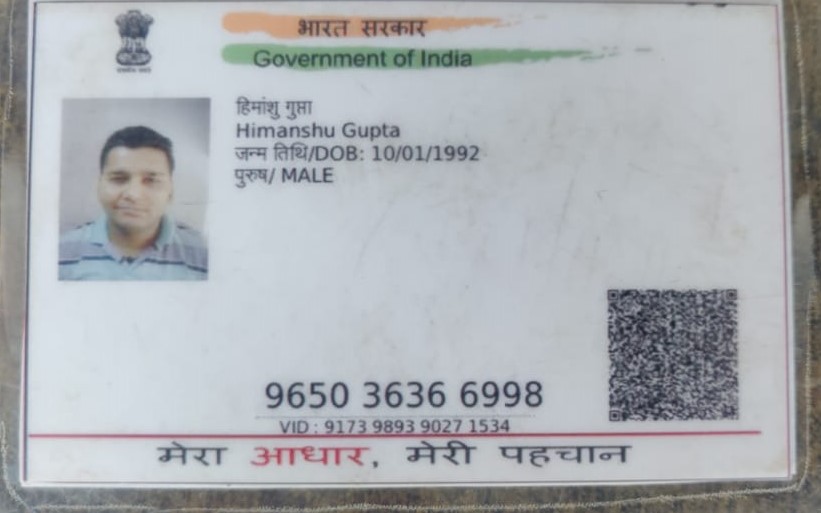 भारत सरकार
Government of India
हिमांशु गुप्ता
Himanshu Gupta
जन्म तिथि/DOB: 10/01/1992
पुरुष/ MALE
9650 3636 6998
VID : 9173 9893 9027 1534
मेरा आधार, मेरी पहचान